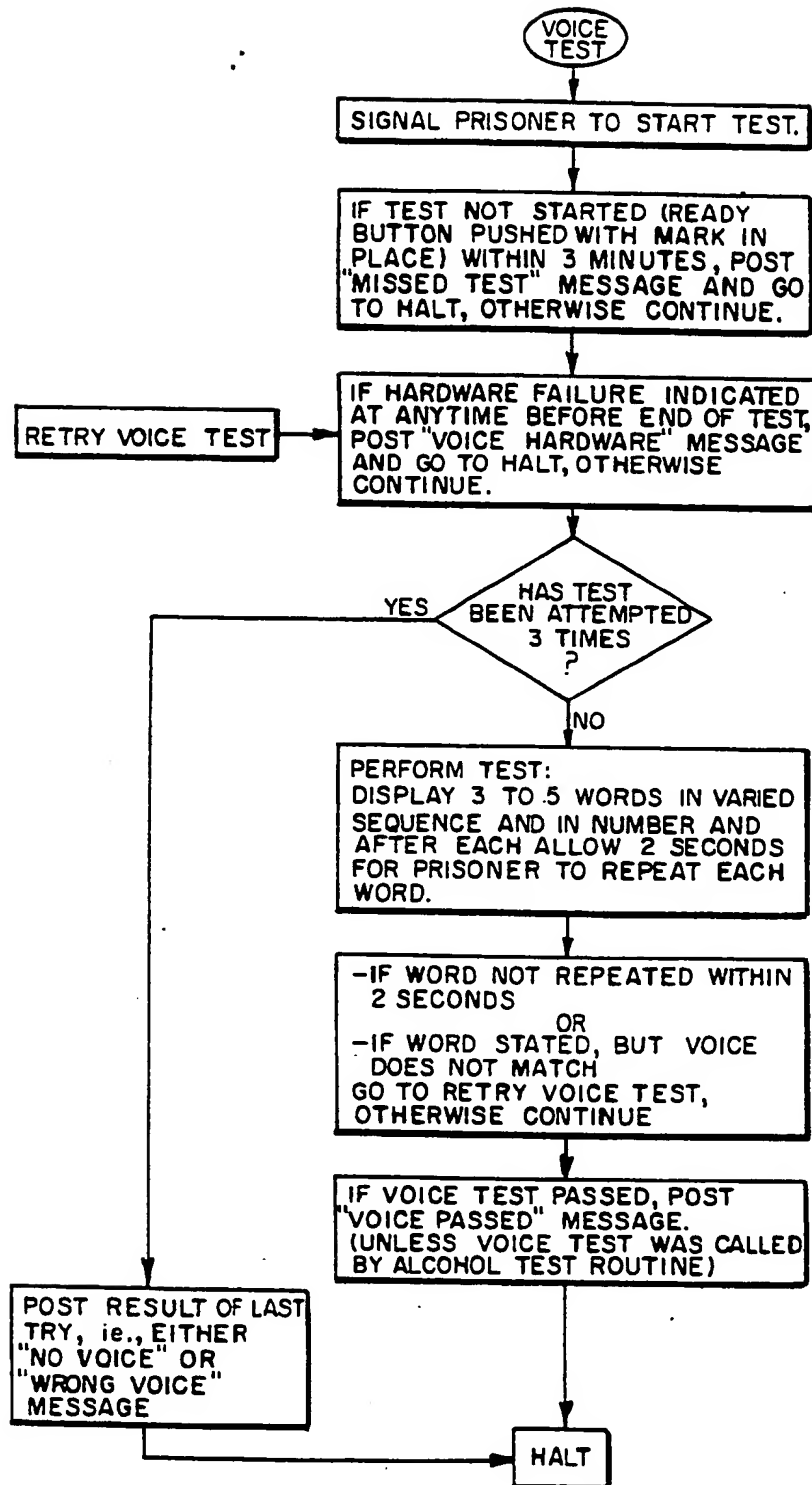 VOICE
TEST
SIGNAL PRISONER TO START TEST.
IF TEST NOT STARTED (READY
BUTTON PUSHED WITH MARK IN
PLACE) WITHIN 3 MINUTES, POST
"MISSED TEST" MESSAGE AND GO
TO HALT, OTHERWISE CONTINUE.
RETRY VOICE TEST
IF HARDWARE FAILURE INDICATED
AT ANYTIME BEFORE END OF TEST,
POST "VOICE HARDWARE" MESSAGE
AND GO TO HALT, OTHERWISE
CONTINUE.
HAS TEST
BEEN ATTEMPTED
3 TIMES
?
YES
NO
PERFORM TEST:
DISPLAY 3 TO 5 WORDS IN VARIED
SEQUENCE AND IN NUMBER AND
AFTER EACH ALLOW 2 SECONDS
FOR PRISONER TO REPEAT EACH
WORD.
-IF WORD NOT REPEATED WITHIN
2 SECONDS
OR
-IF WORD STATED, BUT VOICE
DOES NOT MATCH
GO TO RETRY VOICE TEST,
OTHERWISE CONTINUE
IF VOICE TEST PASSED, POST
"VOICE PASSED" MESSAGE.
(UNLESS VOICE TEST WAS CALLED
BY ALCOHOL TEST ROUTINE)
POST RESULT OF LAST
TRY, ie., EITHER
"NO VOICE" OR
"WRONG VOICE"
MESSAGE
HALT